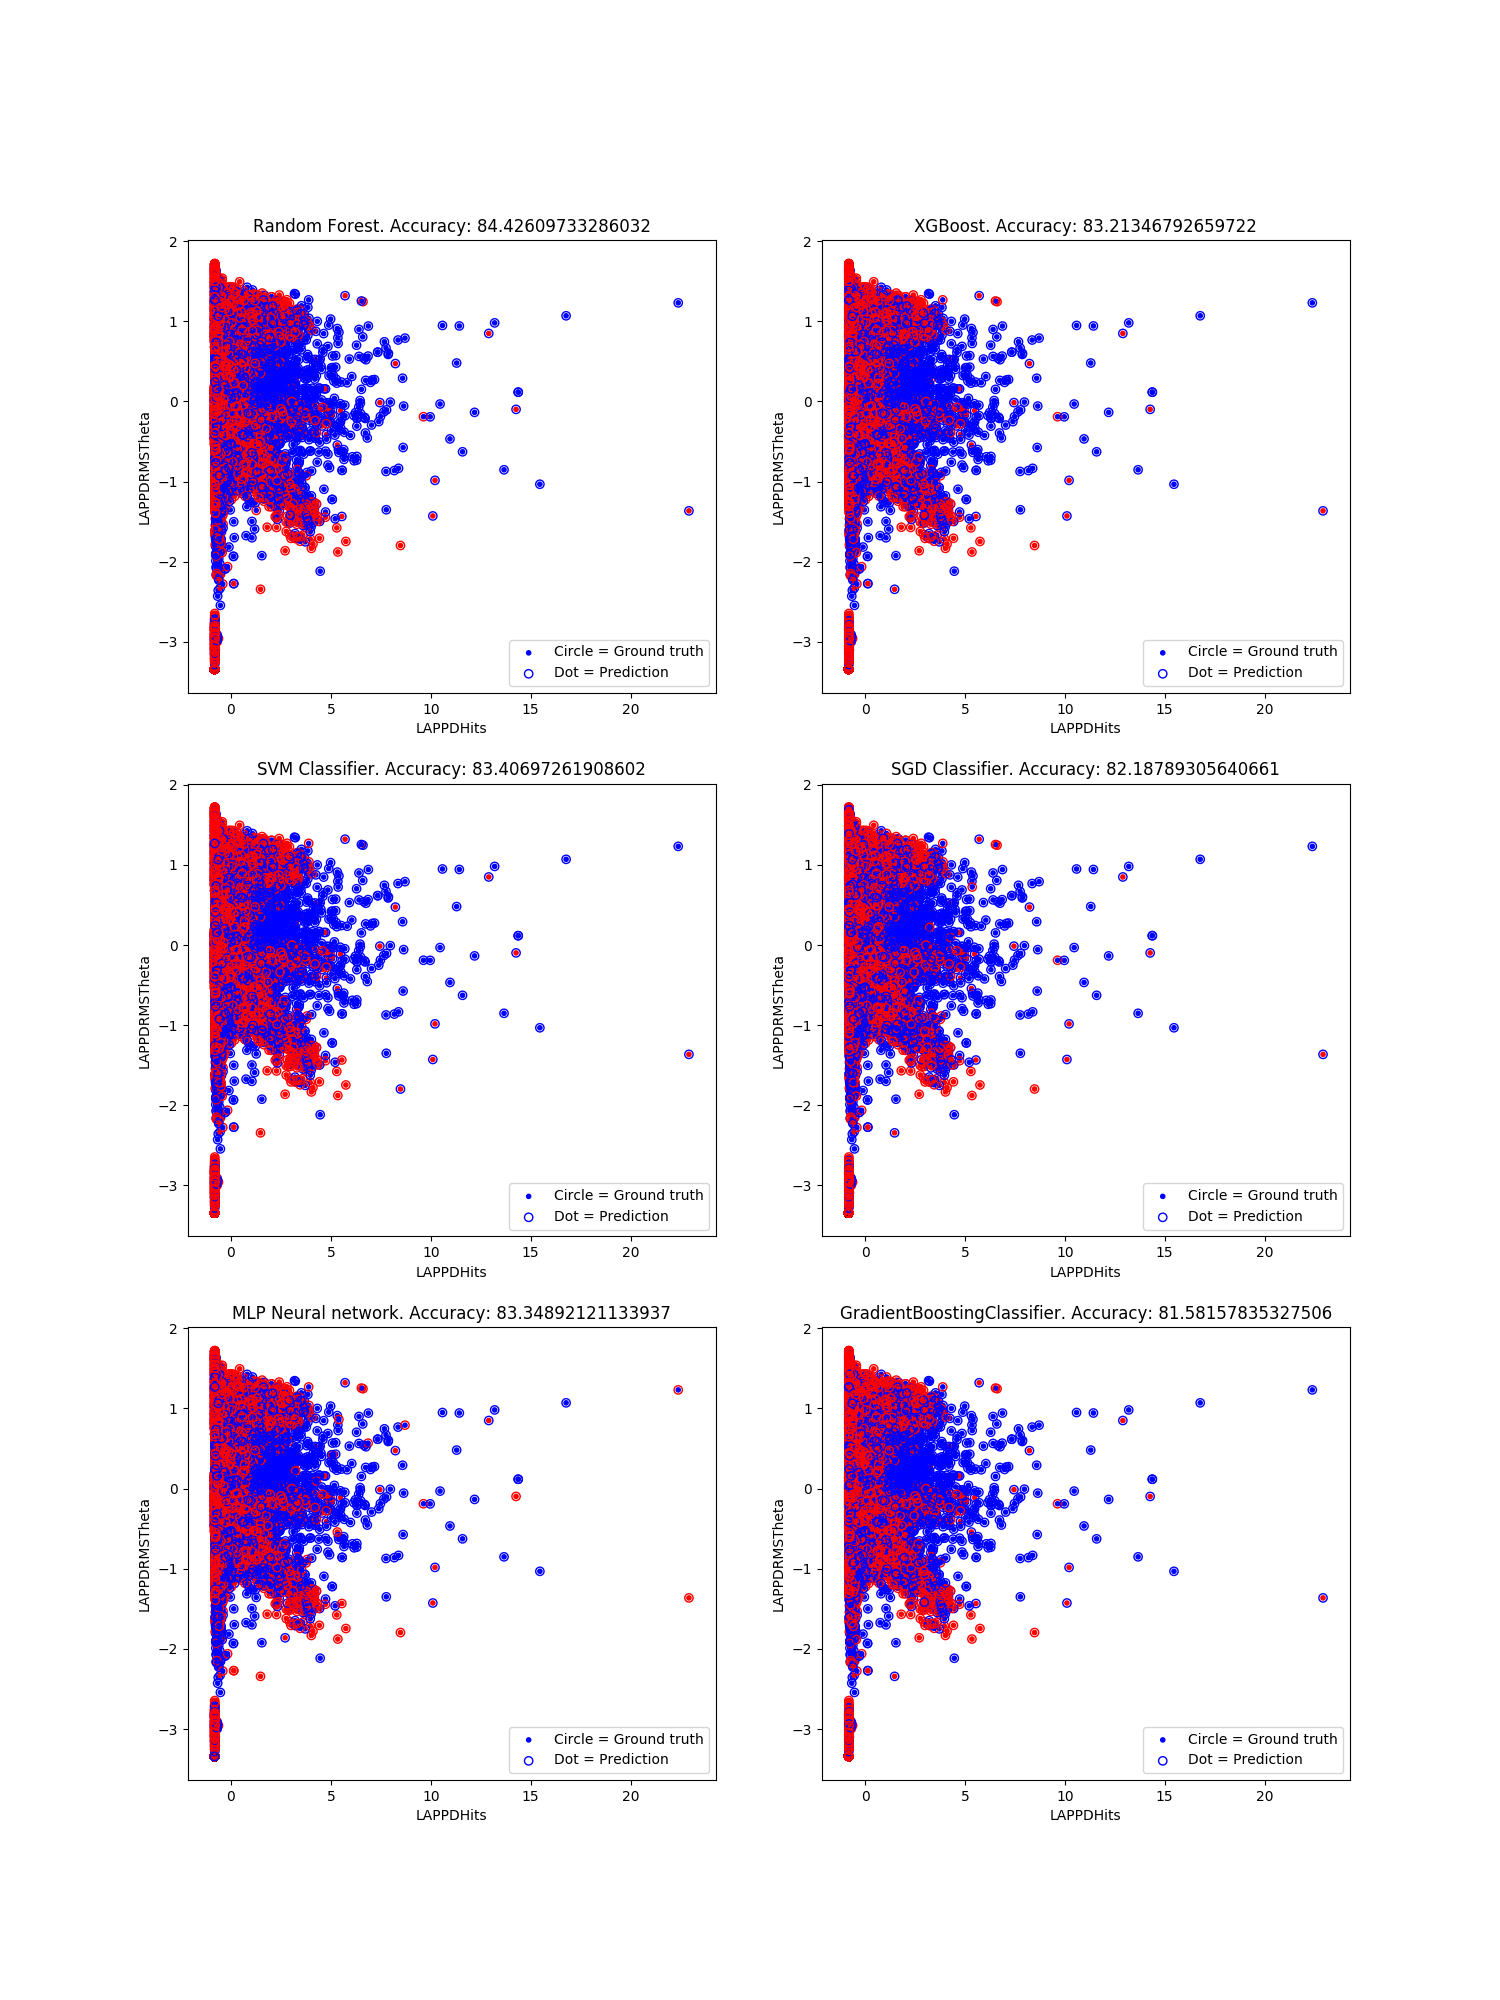 Random Forest. Accuracy: 84.42609733286032
2
1
0
−1
−2
−3
LAPPDRMSTheta
Circle = Ground truth
Dot = Prediction
0 5 10 15 20
LAPPDHits
XGBoost. Accuracy: 83.21346792659722
2
1
0
−1
−2
−3
LAPPDRMSTheta
Circle = Ground truth
Dot = Prediction
0 5 10 15 20
LAPPDHits
SVM Classifier. Accuracy: 83.40697261908602
2
1
0
−1
−2
−3
LAPPDRMSTheta
Circle = Ground truth
Dot = Prediction
0 5 10 15 20
LAPPDHits
SGD Classifier. Accuracy: 82.18789305640661
2
1
0
−1
−2
−3
LAPPDRMSTheta
Circle = Ground truth
Dot = Prediction
0 5 10 15 20
LAPPDHits
MLP Neural network. Accuracy: 83.34892121133937
2
1
0
−1
−2
−3
LAPPDRMSTheta
Circle = Ground truth
Dot = Prediction
0 5 10 15 20
LAPPDHits
GradientBoostingClassifier. Accuracy: 81.58157835327506
2
1
0
−1
−2
−3
LAPPDRMSTheta
Circle = Ground truth
Dot = Prediction
0 5 10 15 20
LAPPDHits